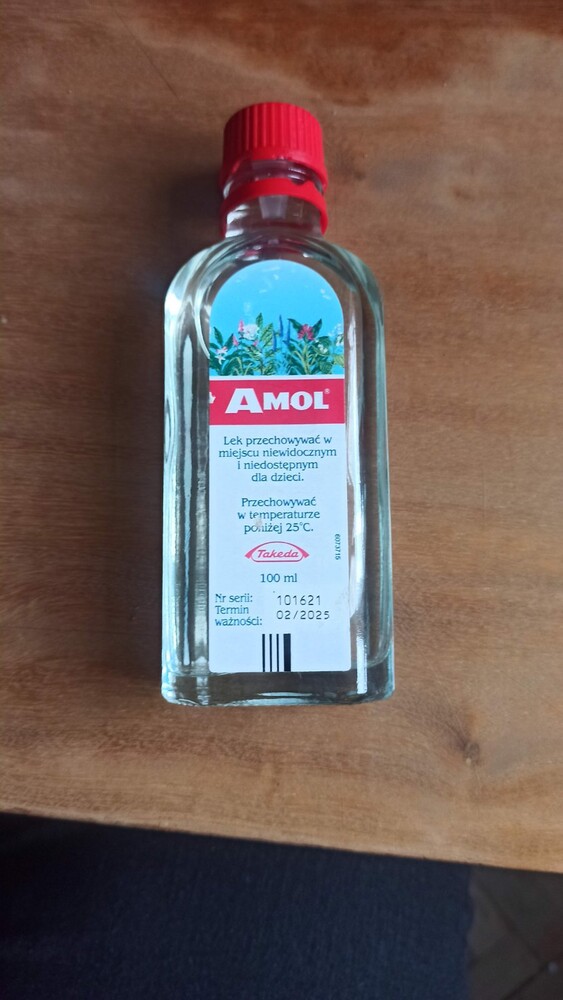 AMOL®
Lek przechowywać w
miejscu niewidocznym
i niedostępnym
dla dzieci.
Przechowywać
w temperaturze
poniżej 25°C.
6073715
Takeda
100 ml
Nr serii: 101621
Termin
ważności: 02/2025